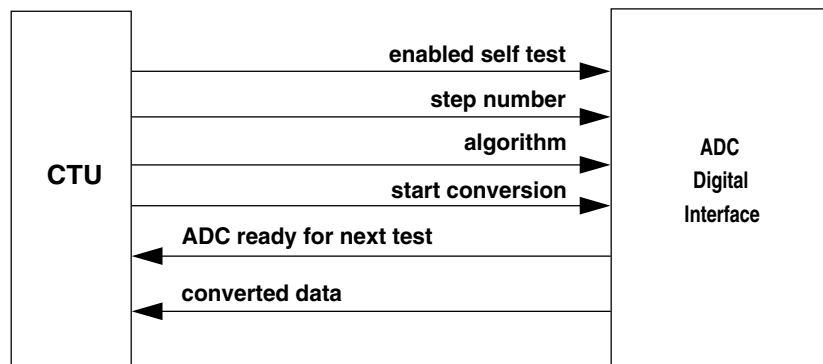 enabled self test
step number
algorithm
start conversion
ADC ready for next test
converted data
CTU
ADC
Digital
Interface